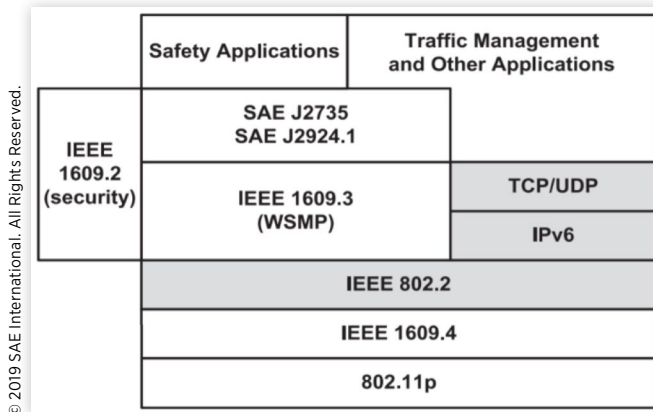 Safety Applications
Traffic Management
and Other Applications
SAE J2735
SAE J2924.1
IEEE
1609.2
(security)
IEEE 1609.3
(WSMP)
TCP/UDP
IPv6
IEEE 802.2
IEEE 1609.4
802.11p
© 2019 SAE International. All Rights Reserved.